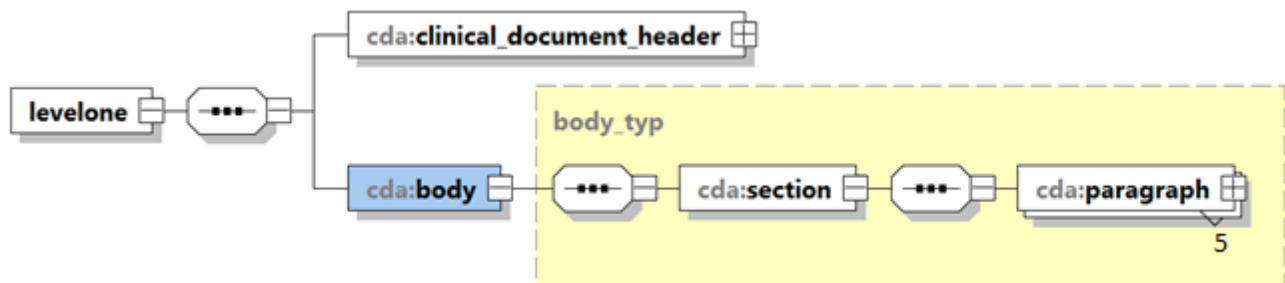 cda:clinical_document_header
levelone
body_typ
cda:body
cda:section
cda:paragraph
5